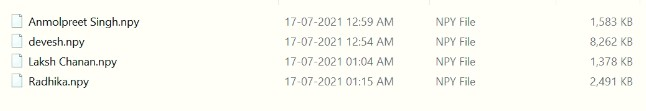 Anmolpreet Singh.npy 17-07-2021 12:59 AM NPY File 1,583 KB
devesh.npy 17-07-2021 12:54 AM NPY File 8,262 KB
Laksh Chanan.npy 17-07-2021 01:04 AM NPY File 1,378 KB
Radhika.npy 17-07-2021 01:15 AM NPY File 2,491 KB